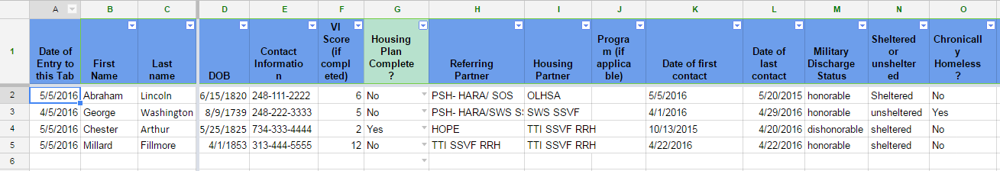 A B C D E F G H I J K L M N O
1 Date of Entry to this Tab First Name Last name DOB Contact Informatio n VI Score (if compl eted) Housing Plan Complete ? Referring Partner Housing Partner Progra m (if applica ble) Date of first contact Date of last contact Military Discharge Status Sheltered or unshelter ed Chronicall y Homeless ?
2 5/5/2016 Abraham Lincoln 6/15/1820 248-111-2222 6 No PSH- HARA/ SOS OLHSA 5/5/2016 5/20/2015 honorable Sheltered No
3 4/5/2016 George Washington 8/9/1739 248-222-3333 5 No PSH- HARA/SWS S SWS SSVF 4/1/2016 4/29/2016 honorable unsheltered Yes
4 5/5/2016 Chester Arthur 5/25/1825 734-333-4444 2 Yes HOPE TTI SSVF RRH 10/13/2015 4/20/2016 dishonorable sheltered No
5 5/5/2016 Millard Fillmore 4/1/1853 313-444-5555 12 No TTI SSVF RRH TTI SSVF RRH 4/22/2016 4/22/2016 honorable sheltered No
6